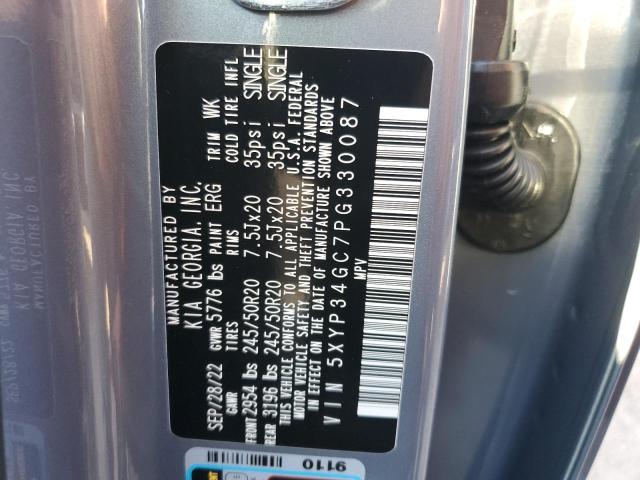 MANUFACTURED BY
KIA GEORGIA, INC.
SEP/28/22 GVWR 5776 lbs PAINT ERG TRIM WK
GAWR TIRES RIMS COLD TIRE INFL
FRONT 2954 lbs 245/50R20 7.5Jx20 35psi SINGLE
REAR 3196 lbs 245/50R20 7.5Jx20 35psi SINGLE
THIS VEHICLE CONFORMS TO ALL APPLICABLE U.S.A. FEDERAL
MOTOR VEHICLE SAFETY AND THEFT PREVENTION STANDARDS
IN EFFECT ON THE DATE OF MANUFACTURE SHOWN ABOVE
VIN 5XYP34GC7PG330087
MPV
9110